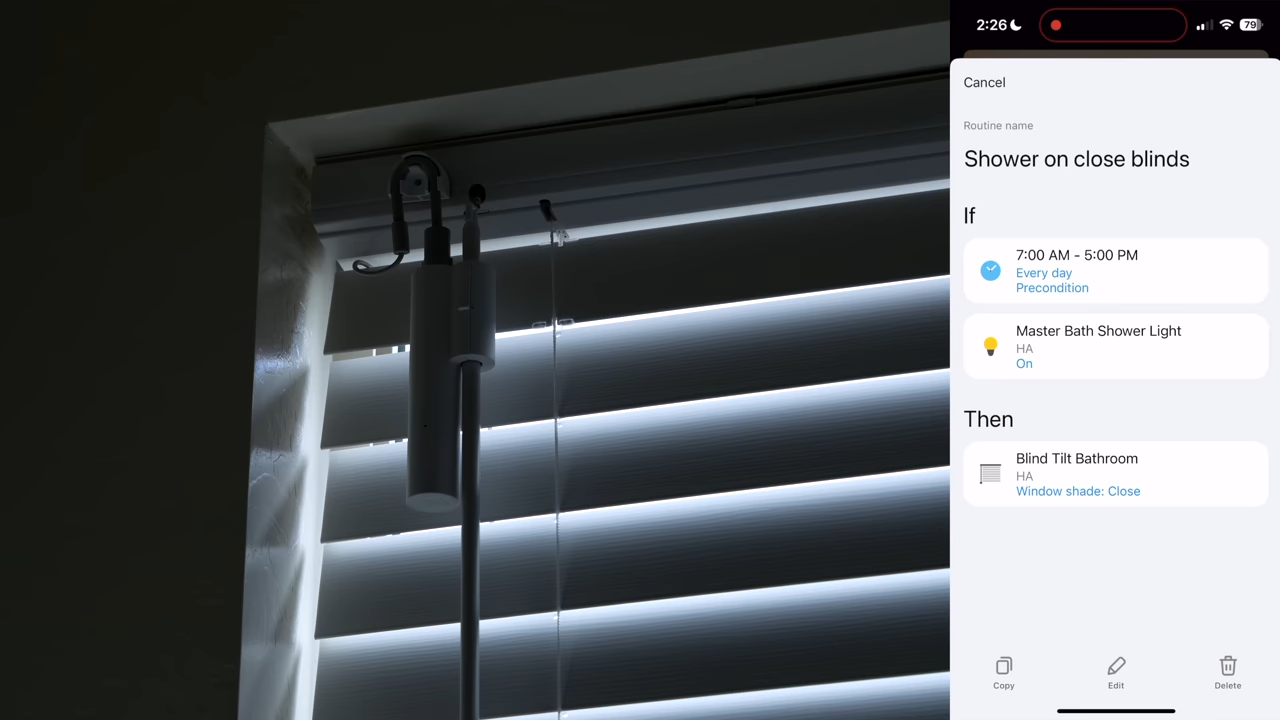 2:26
79
Cancel
Routine name
Shower on close blinds
If
7:00 AM – 5:00 PM
Every day
Precondition
Master Bath Shower Light
HA
On
Then
Blind Tilt Bathroom
HA
Window shade: Close
Copy
Edit
Delete